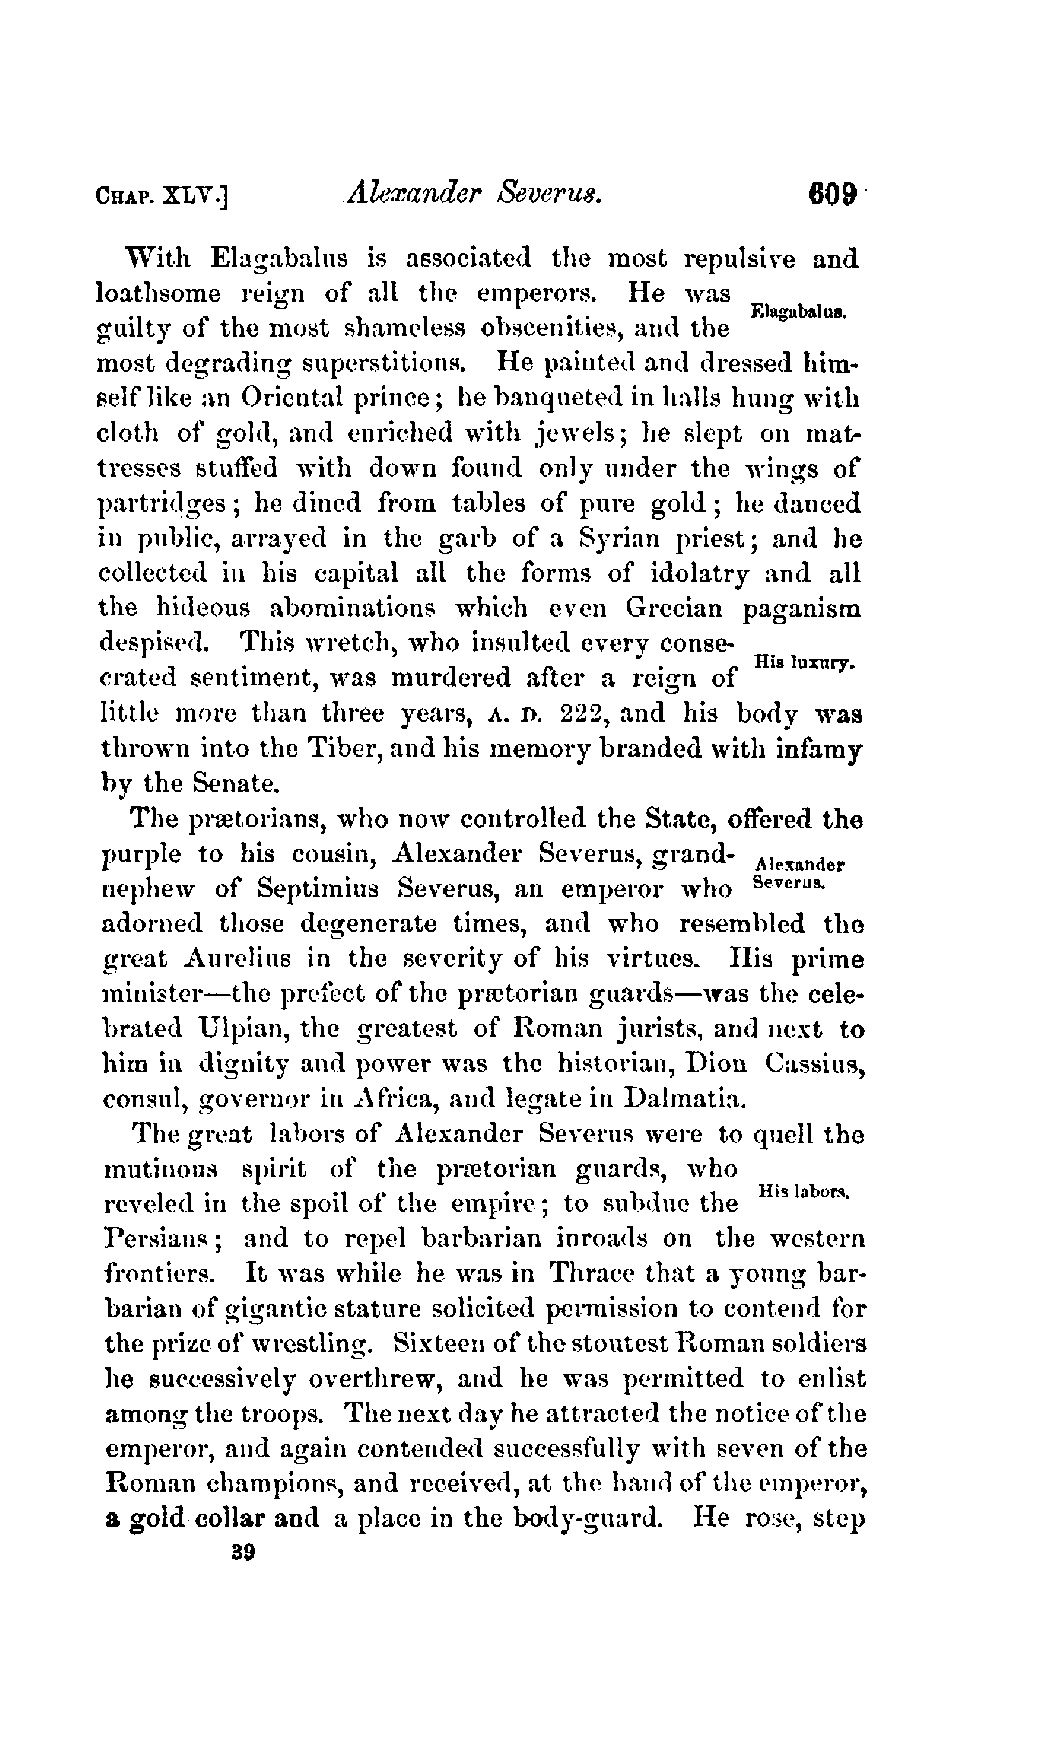 CHAP. XLV.] Alexander Severus. 609
With Elagabalus is associated the most repulsive and
loathsome reign of all the emperors. He was
Elagabalus.
guilty of the most shameless obscenities, and the
most degrading superstitions. He painted and dressed him-
self like an Oriental prince; he banqueted in halls hung with
cloth of gold, and enriched with jewels; he slept on mat-
tresses stuffed with down found only under the wings of
partridges; he dined from tables of pure gold; he danced
in public, arrayed in the garb of a Syrian priest; and he
collected in his capital all the forms of idolatry and all
the hideous abominations which even Grecian paganism
despised. This wretch, who insulted every conse-
His luxury.
crated sentiment, was murdered after a reign of
little more than three years, A. D. 222, and his body was
thrown into the Tiber, and his memory branded with infamy
by the Senate.
The prætorians, who now controlled the State, offered the
purple to his cousin, Alexander Severus, grand-
Alexander
nephew of Septimius Severus, an emperor who
Severus.
adorned those degenerate times, and who resembled the
great Aurelius in the severity of his virtues. His prime
minister—the prefect of the prætorian guards—was the cele-
brated Ulpian, the greatest of Roman jurists, and next to
him in dignity and power was the historian, Dion Cassius,
consul, governor in Africa, and legate in Dalmatia.
The great labors of Alexander Severus were to quell the
mutinous spirit of the prætorian guards, who
His labors.
reveled in the spoil of the empire; to subdue the
Persians; and to repel barbarian inroads on the western
frontiers. It was while he was in Thrace that a young bar-
barian of gigantic stature solicited permission to contend for
the prize of wrestling. Sixteen of the stoutest Roman soldiers
he successively overthrew, and he was permitted to enlist
among the troops. The next day he attracted the notice of the
emperor, and again contended successfully with seven of the
Roman champions, and received, at the hand of the emperor,
a gold collar and a place in the body-guard. He rose, step
39